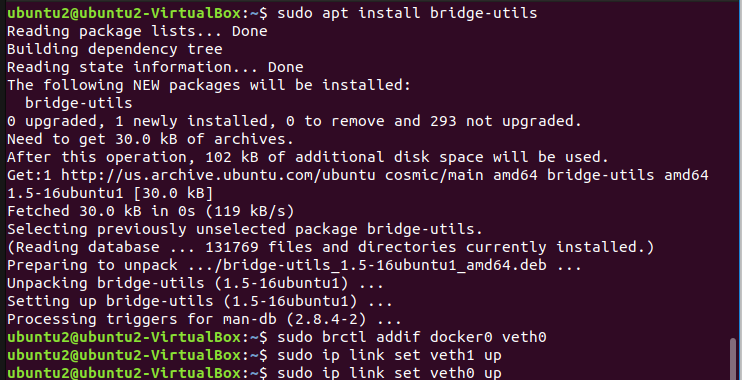 ubuntu2@ubuntu2-VirtualBox:~$ sudo apt install bridge-utils
Reading package lists... Done
Building dependency tree
Reading state information... Done
The following NEW packages will be installed:
  bridge-utils
0 upgraded, 1 newly installed, 0 to remove and 293 not upgraded.
Need to get 30.0 kB of archives.
After this operation, 102 kB of additional disk space will be used.
Get:1 http://us.archive.ubuntu.com/ubuntu cosmic/main amd64 bridge-utils amd64
1.5-16ubuntu1 [30.0 kB]
Fetched 30.0 kB in 0s (119 kB/s)
Selecting previously unselected package bridge-utils.
(Reading database ... 131769 files and directories currently installed.)
Preparing to unpack .../bridge-utils_1.5-16ubuntu1_amd64.deb ...
Unpacking bridge-utils (1.5-16ubuntu1) ...
Setting up bridge-utils (1.5-16ubuntu1) ...
Processing triggers for man-db (2.8.4-2) ...
ubuntu2@ubuntu2-VirtualBox:~$ sudo brctl addif docker0 veth0
ubuntu2@ubuntu2-VirtualBox:~$ sudo ip link set veth1 up
ubuntu2@ubuntu2-VirtualBox:~$ sudo ip link set veth0 up